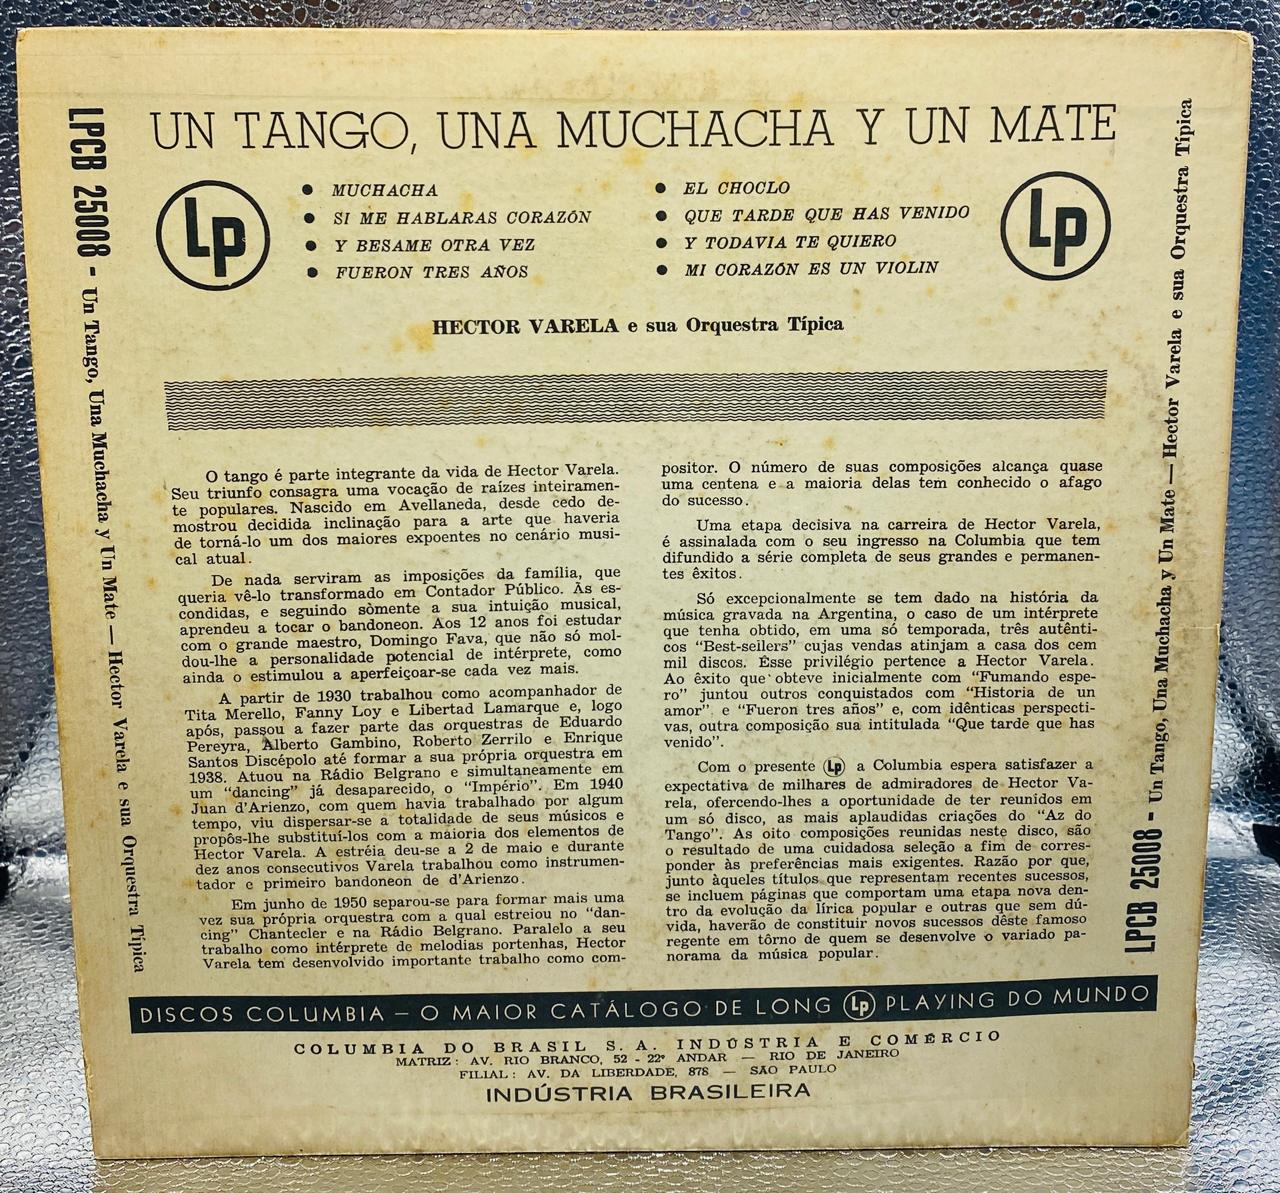 UN TANGO, UNA MUCHACHA Y UN MATE
Lp
● MUCHACHA
● SI ME HABLARAS CORAZÓN
● Y BESAME OTRA VEZ
● FUERON TRES AÑOS
● EL CHOCLO
● QUE TARDE QUE HAS VENIDO
● Y TODAVIA TE QUIERO
● MI CORAZÓN ES UN VIOLIN
Lp
HECTOR VARELA e sua Orquestra Típica
LPCB 25008 - Un Tango, Una Muchacha y Un Mate — Hector Varela e sua Orquestra Típica
O tango é parte integrante da vida de Hector Varela.
Seu triunfo consagra uma vocação de raízes inteiramen-
te populares. Nascido em Avellaneda, desde cedo de-
mostrou decidida inclinação para a arte que haveria
de torná-lo um dos maiores expoentes no cenário musi-
cal atual.
De nada serviram as imposições da família, que
queria vê-lo transformado em Contador Público. Às es-
condidas, e seguindo sòmente a sua intuição musical,
aprendeu a tocar o bandoneon. Aos 12 anos foi estudar
com o grande maestro, Domingo Fava, que não só mol-
dou-lhe a personalidade potencial de intérprete, como
ainda o estimulou a aperfeiçoar-se cada vez mais.
A partir de 1930 trabalhou como acompanhador de
Tita Merello, Fanny Loy e Libertad Lamarque e, logo
após, passou a fazer parte das orquestras de Eduardo
Pereyra, Alberto Gambino, Roberto Zerrilo e Enrique
Santos Discépolo até formar a sua própria orquestra em
1938. Atuou na Rádio Belgrano e simultaneamente em
um "dancing" já desaparecido, o "Império". Em 1940
Juan d'Arienzo, com quem havia trabalhado por algum
tempo, viu dispersar-se a totalidade de seus músicos e
propôs-lhe substituí-los com a maioria dos elementos de
Hector Varela. A estréia deu-se a 2 de maio e durante
dez anos consecutivos Varela trabalhou como instrumen-
tador e primeiro bandoneon de d'Arienzo.
Em junho de 1950 separou-se para formar mais uma
vez sua própria orquestra com a qual estreiou no "dan-
cing" Chantecler e na Rádio Belgrano. Paralelo a seu
trabalho como intérprete de melodias portenhas, Hector
Varela tem desenvolvido importante trabalho como com-
positor. O número de suas composições alcança quase
uma centena e a maioria delas tem conhecido o afago
do sucesso.
Uma etapa decisiva na carreira de Hector Varela,
é assinalada com o seu ingresso na Columbia que tem
difundido a série completa de seus grandes e permanen-
tes êxitos.
Só excepcionalmente se tem dado na história da
música gravada na Argentina, o caso de um intérprete
que tenha obtido, em uma só temporada, três autênti-
cos "Best-seilers" cujas vendas atinjam a casa dos cem
mil discos. Ésse privilégio pertence a Hector Varela.
Ao êxito que obteve inicialmente com "Fumando espe-
ro" juntou outros conquistados com "Historia de un
amor" e "Fueron tres años" e, com idênticas perspecti-
vas, outra composição sua intitulada "Que tarde que has
venido".
Com o presente Lp a Columbia espera satisfazer a
expectativa de milhares de admiradores de Hector Va-
rela, ofercendo-lhes a oportunidade de ter reunidos em
um só disco, as mais aplaudidas criações do "Az do
Tango". As oito composições reunidas neste disco, são
o resultado de uma cuidadosa seleção a fim de corres-
ponder às preferências mais exigentes. Razão por que,
junto àqueles títulos que representam recentes sucessos,
se incluem páginas que comportam uma etapa nova den-
tro da evolução da lírica popular e outras que sem dú-
vida, haverão de constituir novos sucessos dêste famoso
regente em tôrno de quem se desenvolve o variado pa-
norama da música popular.
LPCB 25008 - Un Tango, Una Muchacha y Un Mate — Hector Varela e sua Orquestra Típica
DISCOS COLUMBIA – O MAIOR CATÁLOGO DE LONG Lp PLAYING DO MUNDO
COLUMBIA DO BRASIL S. A. INDÚSTRIA E COMÉRCIO
MATRIZ: AV. RIO BRANCO, 52 - 22º ANDAR — RIO DE JANEIRO
FILIAL: AV. DA LIBERDADE, 878 — SÃO PAULO
INDÚSTRIA BRASILEIRA